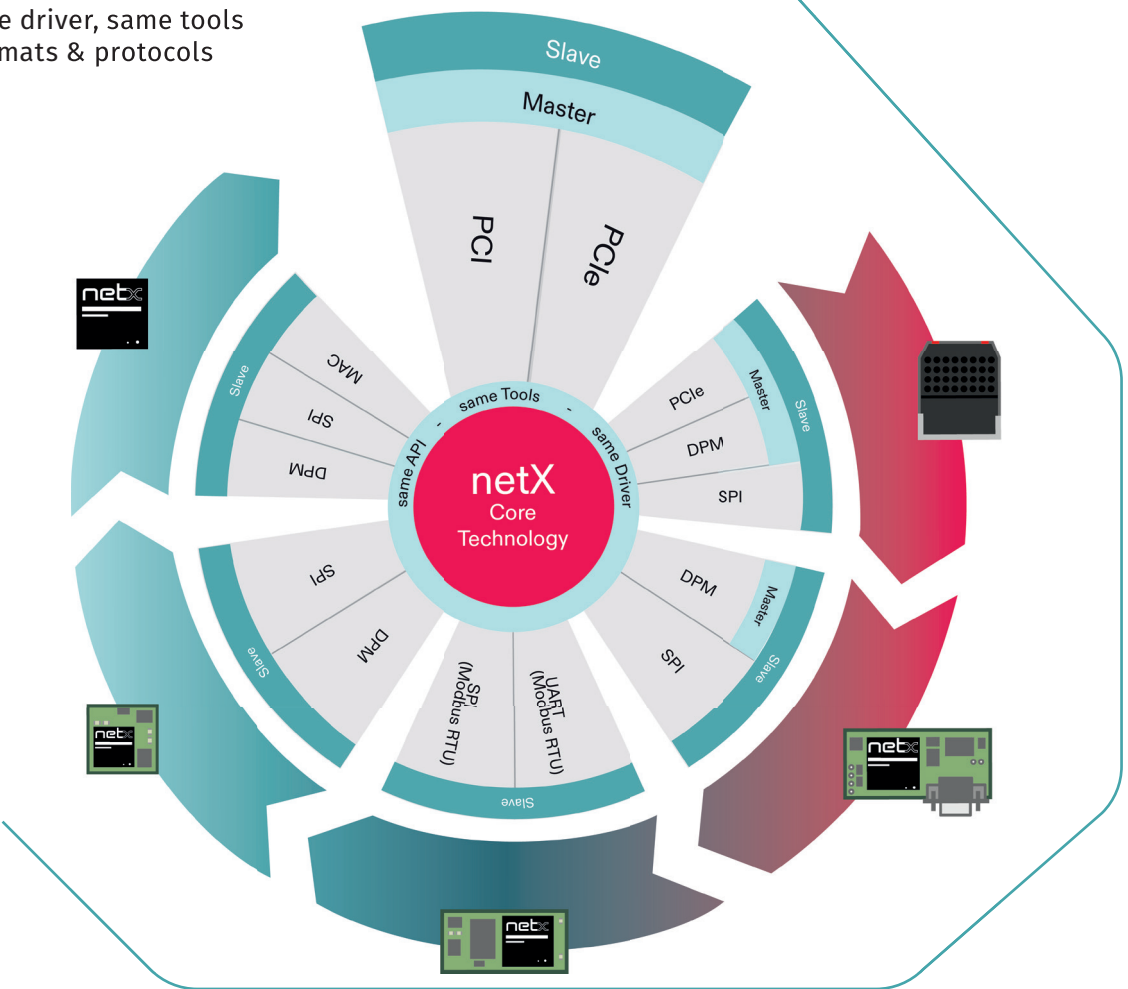 e driver, same tools
mats & protocols
Slave
Master
PCI
PCIe
PCIe
DPM
SPI
Master
Slave
DPM
SPI
Master
Slave
UART
(Modbus RTU)
SPI
(Modbus RTU)
Slave
DPM
SPI
Slave
DPM
SPI
MAC
Slave
same API - same Tools - same Driver
netX
Core
Technology
netx
netx
netx
netx